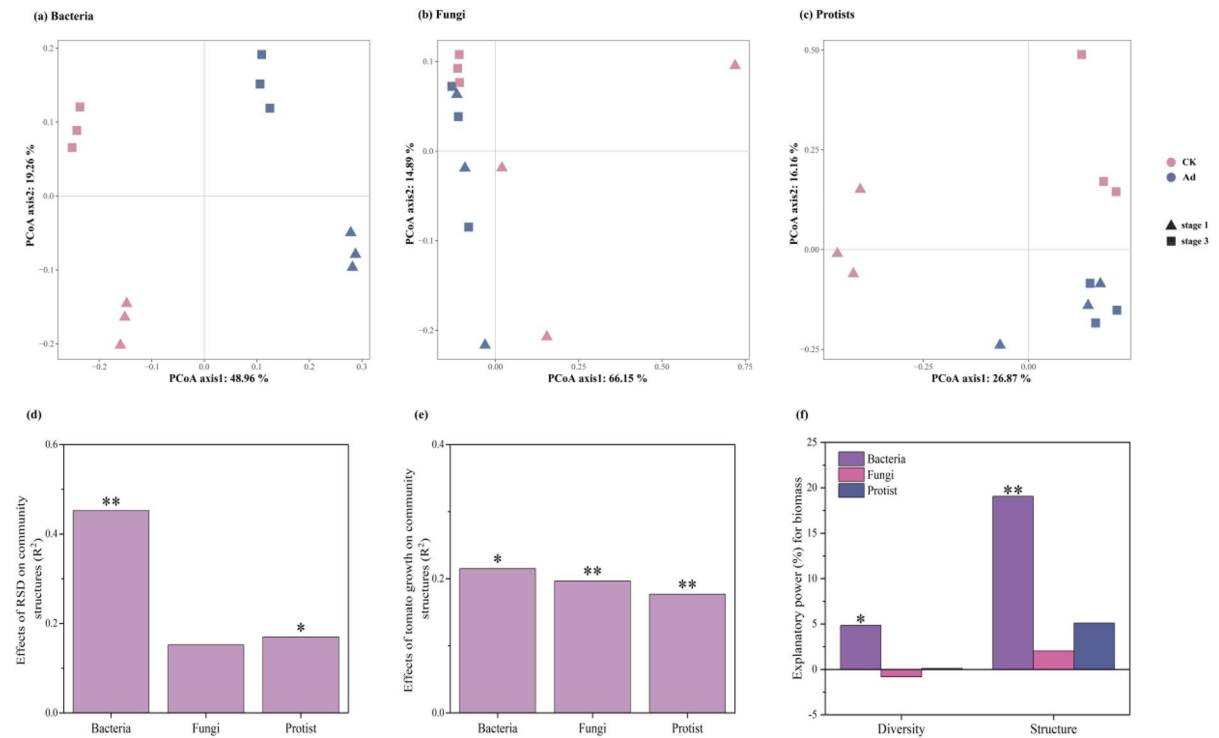 (a) Bacteria
(b) Fungi
(c) Protists
0.2
0.1
0.0
−0.1
−0.2
PCoA axis2: 19.26 %
−0.2
−0.1
0.0
0.1
0.2
0.3
PCoA axis1: 48.96 %
0.1
0.0
−0.1
−0.2
PCoA axis2: 14.89 %
0.00
0.25
0.50
0.75
PCoA axis1: 66.15 %
0.50
0.25
0.00
−0.25
PCoA axis2: 16.16 %
0.00
PCoA axis1: 26.87 %
CK
Ad
stage 1
stage 3
(d)
0.6
0.4
0.2
0.0
Effects of RSD on community
structures (R²)
**
*
Bacteria
Fungi
Protist
(e)
0.4
0.2
0.0
Effects of tomato growth on community
structures (R²)
*
**
**
Bacteria
Fungi
Protist
(f)
25
20
15
10
5
0
-5
Explanatory power (%) for biomass
Bacteria
Fungi
Protist
*
**
Diversity
Structure